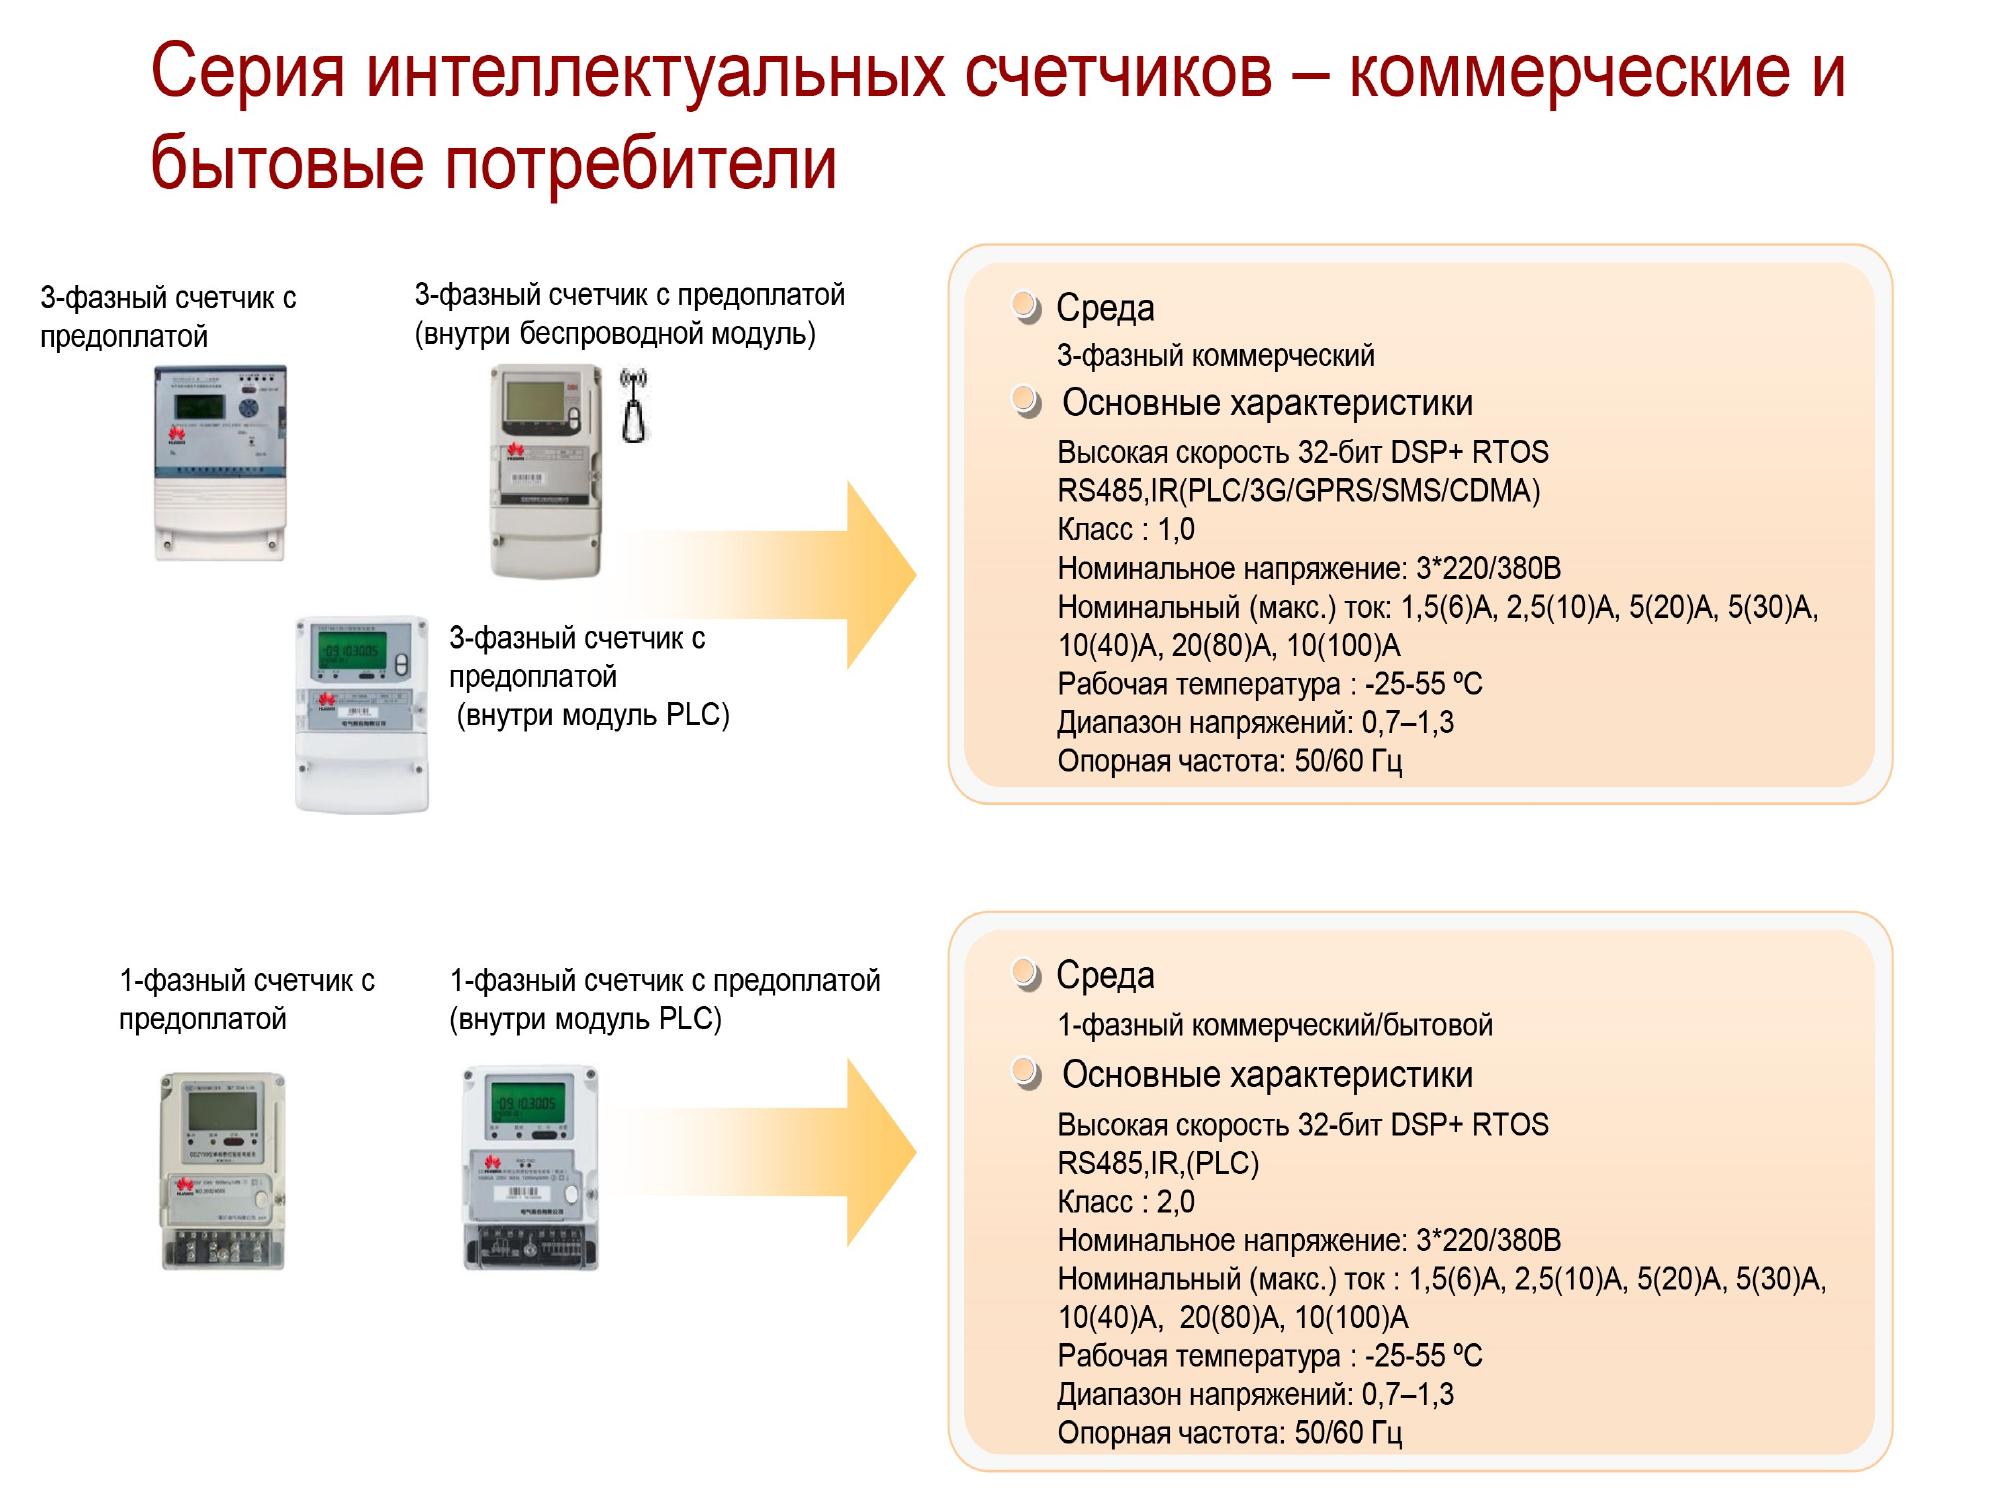 Серия интеллектуальных счетчиков – коммерческие и
бытовые потребители
3-фазный счетчик с
предоплатой
3-фазный счетчик с предоплатой
(внутри беспроводной модуль)
3-фазный счетчик с
предоплатой
(внутри модуль PLC)
Среда
3-фазный коммерческий
Основные характеристики
Высокая скорость 32-бит DSP+ RTOS
RS485,IR(PLC/3G/GPRS/SMS/CDMA)
Класс : 1,0
Номинальное напряжение: 3*220/380В
Номинальный (макс.) ток: 1,5(6)A, 2,5(10)A, 5(20)A, 5(30)A,
10(40)A, 20(80)A, 10(100)A
Рабочая температура : -25-55 ºC
Диапазон напряжений: 0,7–1,3
Опорная частота: 50/60 Гц
1-фазный счетчик с
предоплатой
1-фазный счетчик с предоплатой
(внутри модуль PLC)
Среда
1-фазный коммерческий/бытовой
Основные характеристики
Высокая скорость 32-бит DSP+ RTOS
RS485,IR,(PLC)
Класс : 2,0
Номинальное напряжение: 3*220/380В
Номинальный (макс.) ток : 1,5(6)A, 2,5(10)A, 5(20)A, 5(30)A,
10(40)A, 20(80)A, 10(100)A
Рабочая температура : -25-55 ºC
Диапазон напряжений: 0,7–1,3
Опорная частота: 50/60 Гц